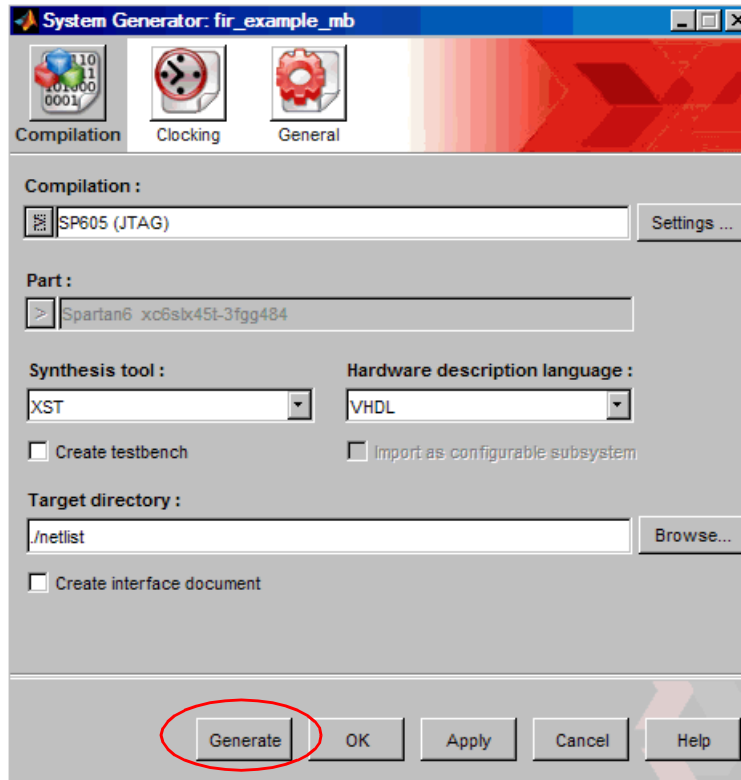 System Generator: fir_example_mb
Compilation Clocking General
Compilation :
SP605 (JTAG) Settings ...
Part :
> Spartan6 xc6slx45t-3fgg484
Synthesis tool : Hardware description language :
XST VHDL
Create testbench Import as configurable subsystem
Target directory :
./netlist Browse...
Create interface document
Generate OK Apply Cancel Help